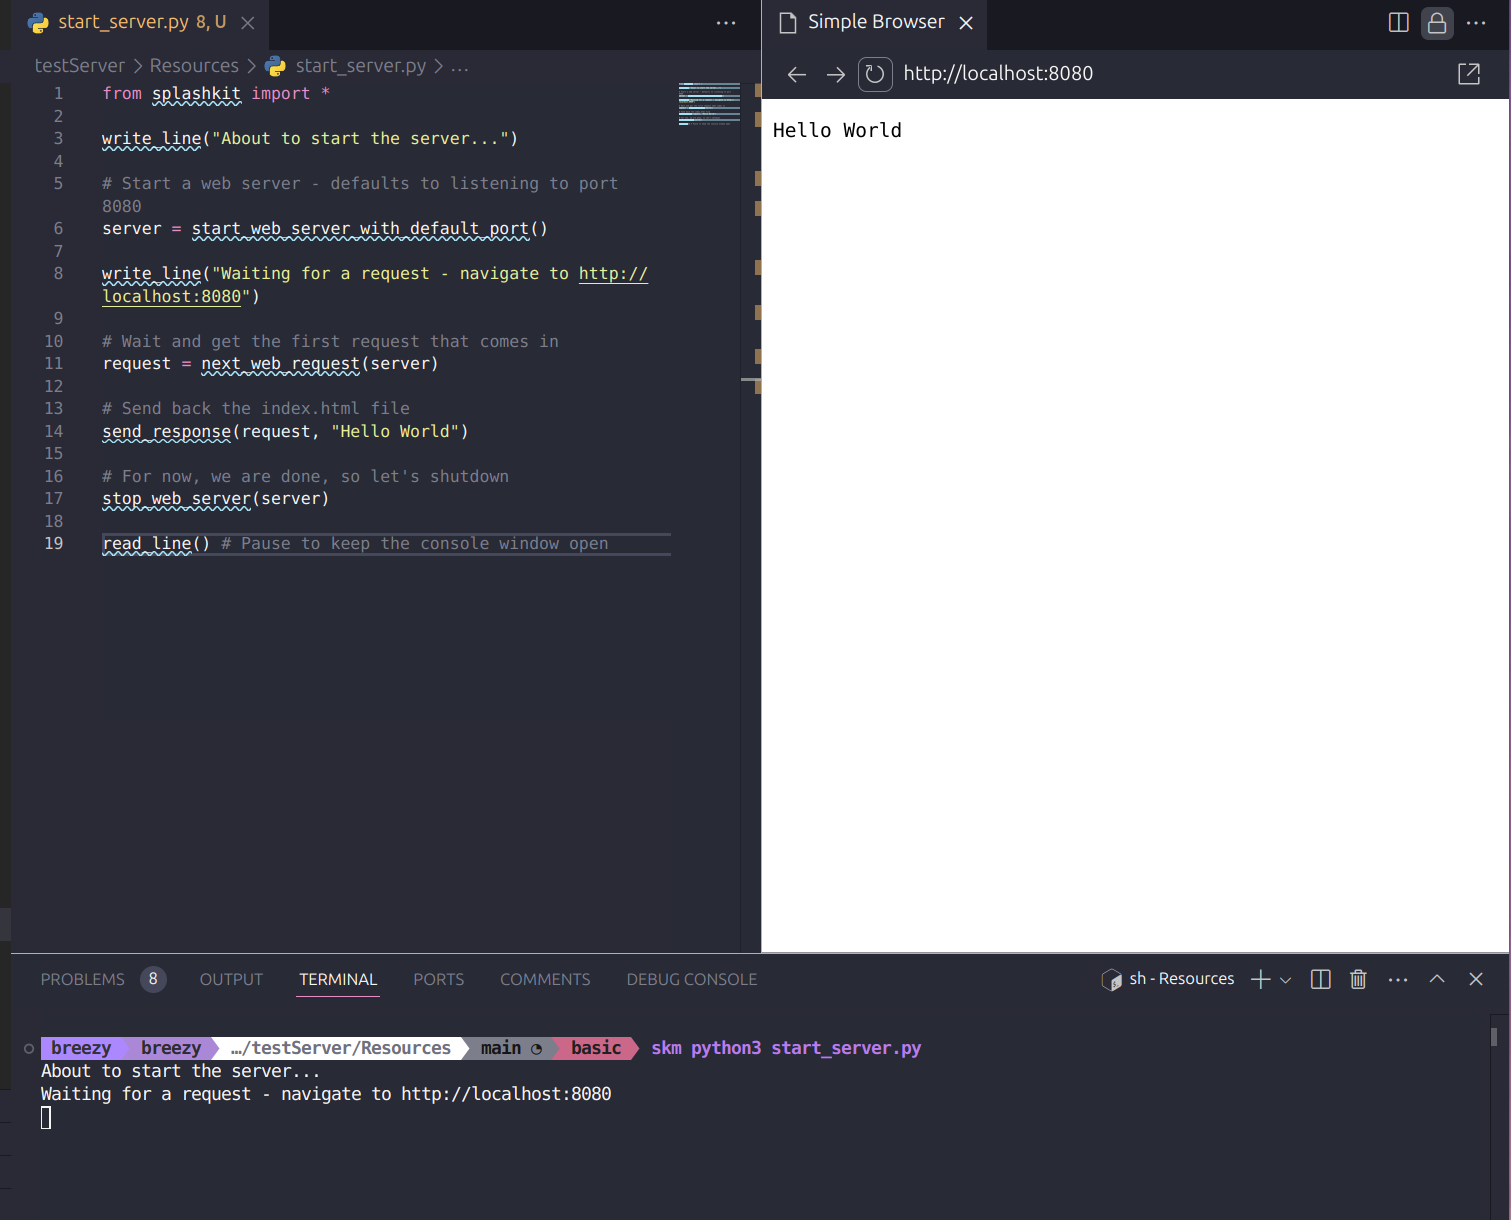 start_server.py 8, U
testServer > Resources > start_server.py > ...
1 from splashkit import *
2
3 write_line("About to start the server...")
4
5 # Start a web server - defaults to listening to port
8080
6 server = start_web_server_with_default_port()
7
8 write_line("Waiting for a request - navigate to http://
localhost:8080")
9
10 # Wait and get the first request that comes in
11 request = next_web_request(server)
12
13 # Send back the index.html file
14 send_response(request, "Hello World")
15
16 # For now, we are done, so let's shutdown
17 stop_web_server(server)
18
19 read_line() # Pause to keep the console window open
Simple Browser
http://localhost:8080
Hello World
PROBLEMS 8 OUTPUT TERMINAL PORTS COMMENTS DEBUG CONSOLE
sh - Resources
breezy breezy …/testServer/Resources main basic skm python3 start_server.py
About to start the server...
Waiting for a request - navigate to http://localhost:8080